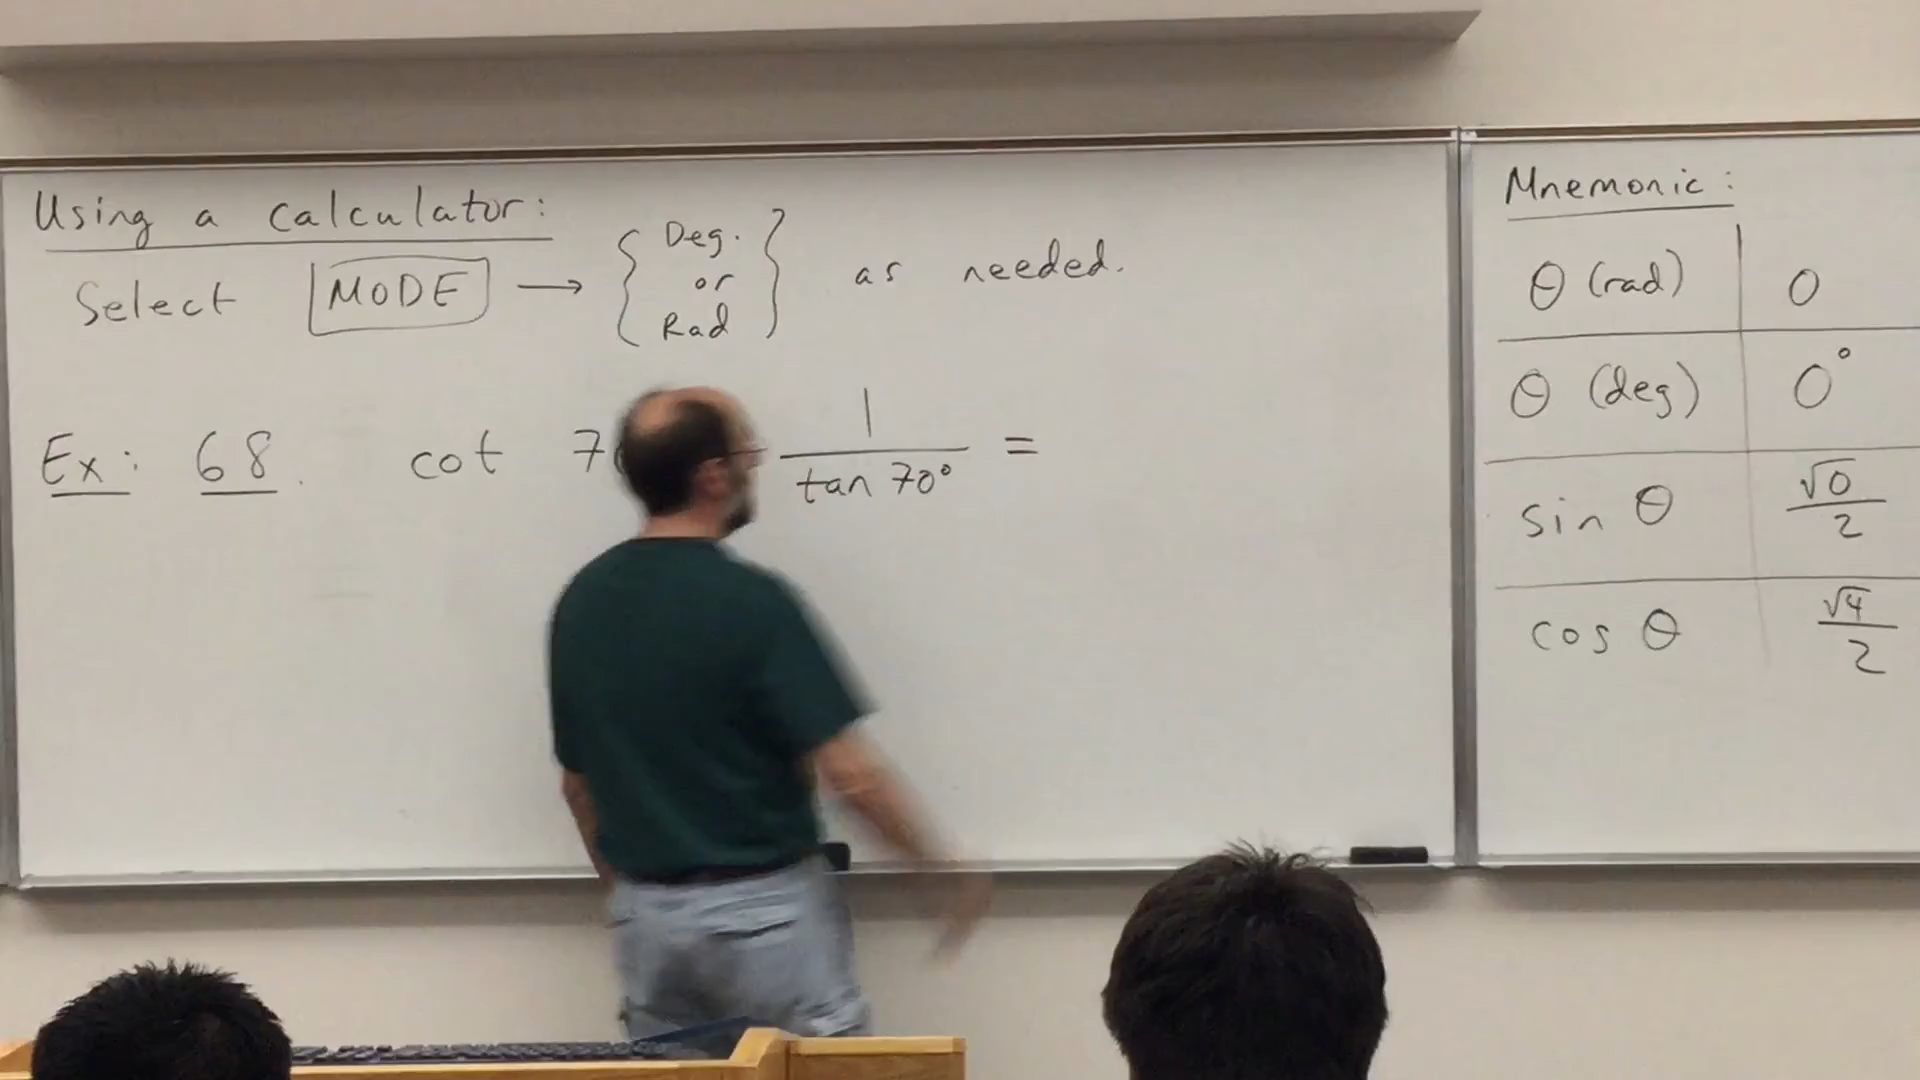 Using a calculator:
Select MODE → { Deg. or Rad } as needed.
Ex: 68. cot 7 1/tan 70° =
Mnemonic:
θ (rad) 0
θ (deg) 0°
sin θ √0/2
cos θ √4/2